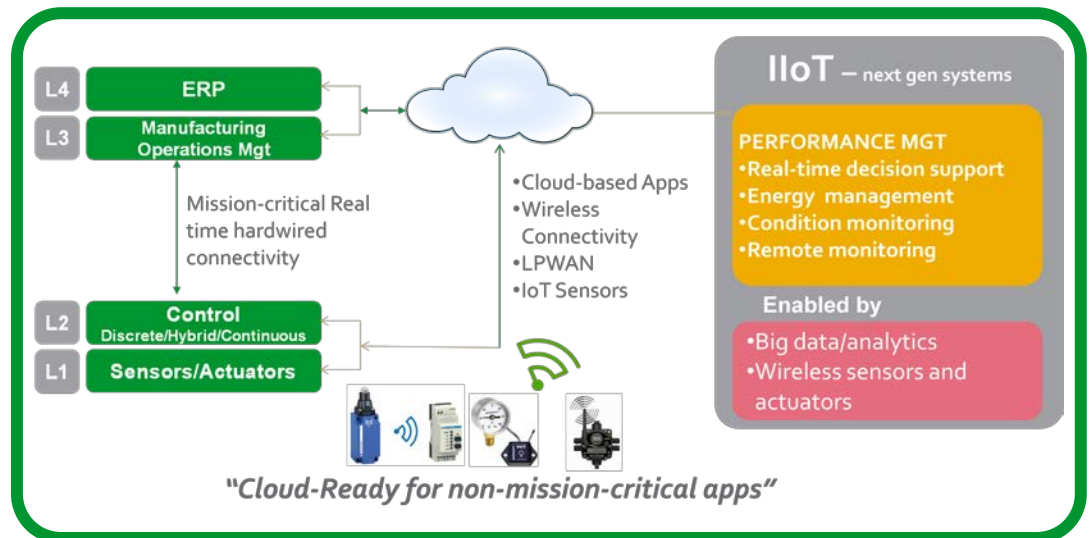 L4
ERP
L3
Manufacturing
Operations Mgt
Mission-critical Real
time hardwired
connectivity
L2
Control
Discrete/Hybrid/Continuous
L1
Sensors/Actuators
•Cloud-based Apps
•Wireless
Connectivity
•LPWAN
•IoT Sensors
"Cloud-Ready for non-mission-critical apps"
IIoT – next gen systems
PERFORMANCE MGT
•Real-time decision support
•Energy management
•Condition monitoring
•Remote monitoring
Enabled by
•Big data/analytics
•Wireless sensors and
actuators